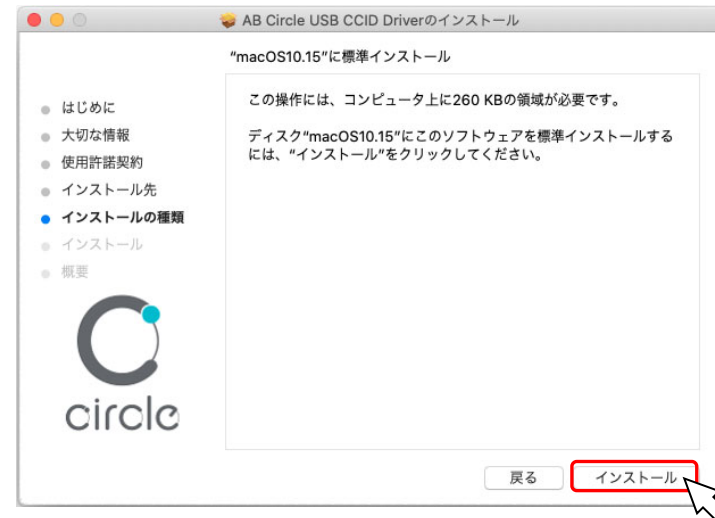 AB Circle USB CCID Driverのインストール
“macOS10.15”に標準インストール
はじめに
大切な情報
使用許諾契約
インストール先
インストールの種類
インストール
概要
circle
この操作には、コンピュータ上に260 KBの領域が必要です。
ディスク“macOS10.15”にこのソフトウェアを標準インストールする
には、“インストール”をクリックしてください。
戻る
インストール